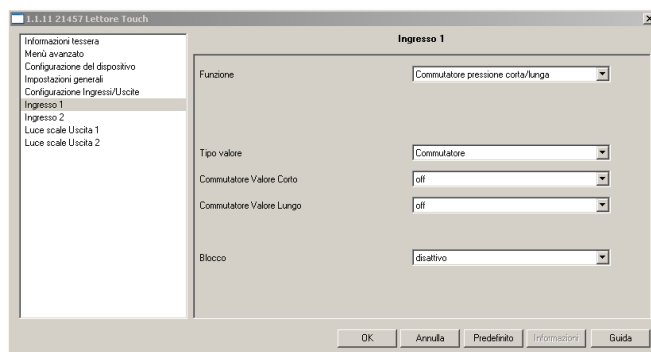 1.1.11 21457 Lettore Touch
Informazioni tessera
Menù avanzato
Configurazione del dispositivo
Impostazioni generali
Configurazione Ingressi/Uscite
Ingresso 1
Ingresso 2
Luce scale Uscita 1
Luce scale Uscita 2
Ingresso 1
Funzione Commutatore pressione corta/lunga
Tipo valore Commutatore
Commutatore Valore Corto off
Commutatore Valore Lungo off
Blocco disattivo
OK Annulla Predefinito Informazioni Guida